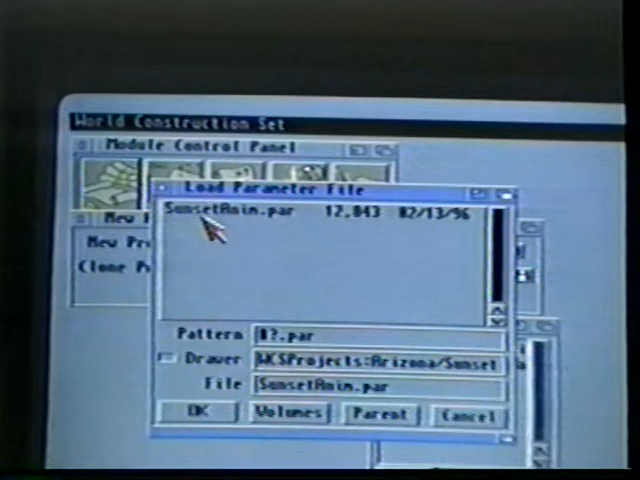 World Construction Set
Module Control Panel
Load Parameter File
SunsetAnim.par 12,843 02/13/96
New P
New Pr
Clone P
Pattern #?.par
Drawer WCSProjects:Arizona/Sunset
File SunsetAnim.par
OK Volumes Parent Cancel